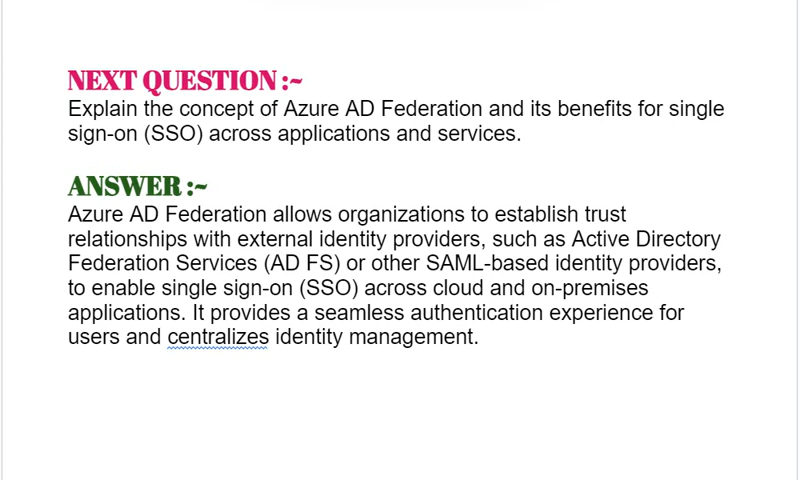 NEXT QUESTION :~
Explain the concept of Azure AD Federation and its benefits for single
sign-on (SSO) across applications and services.
ANSWER :~
Azure AD Federation allows organizations to establish trust
relationships with external identity providers, such as Active Directory
Federation Services (AD FS) or other SAML-based identity providers,
to enable single sign-on (SSO) across cloud and on-premises
applications. It provides a seamless authentication experience for
users and centralizes identity management.